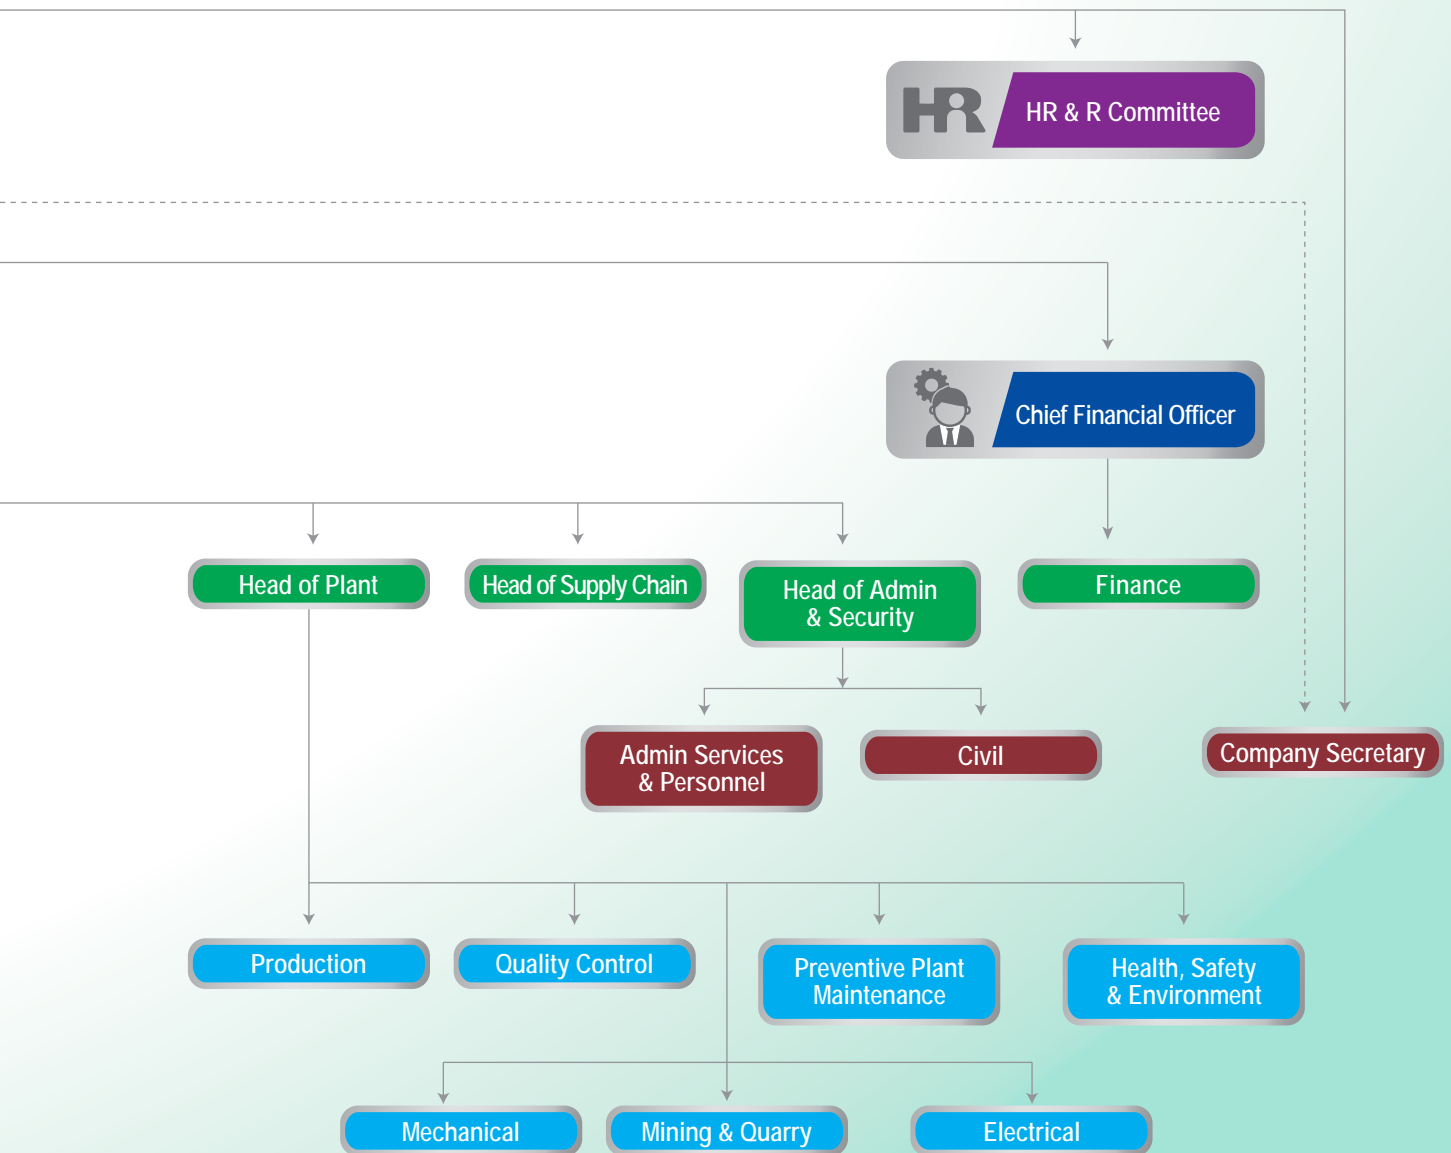 HR
HR & R Committee
Chief Financial Officer
Head of Plant
Head of Supply Chain
Head of Admin
& Security
Finance
Admin Services
& Personnel
Civil
Company Secretary
Production
Quality Control
Preventive Plant
Maintenance
Health, Safety
& Environment
Mechanical
Mining & Quarry
Electrical